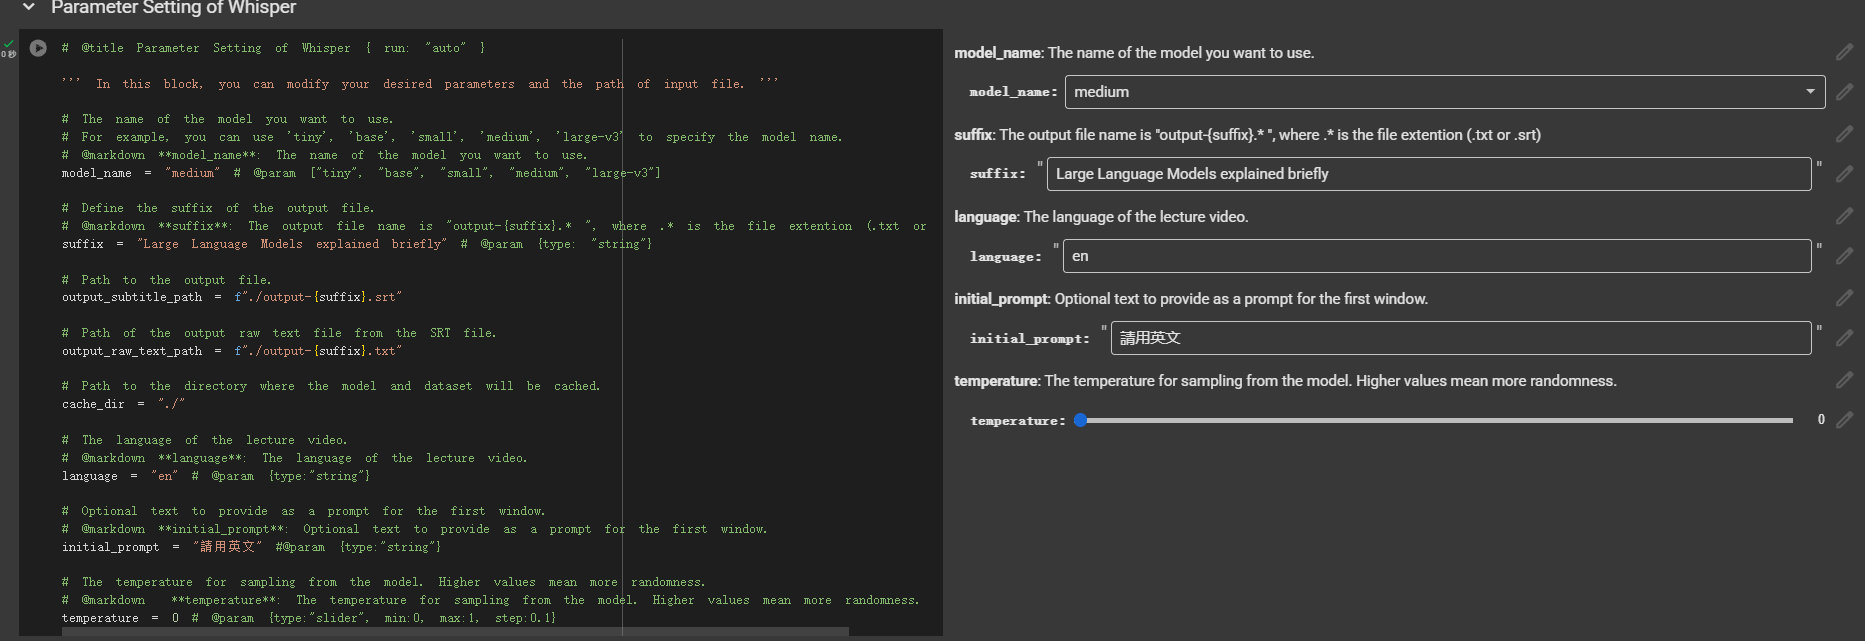 Parameter Setting of Whisper
0秒
# @title Parameter Setting of Whisper { run: "auto" }
''' In this block, you can modify your desired parameters and the path of input file. '''
# The name of the model you want to use.
# For example, you can use 'tiny', 'base', 'small', 'medium', 'large-v3' to specify the model name.
# @markdown **model_name**: The name of the model you want to use.
model_name = "medium" # @param ["tiny", "base", "small", "medium", "large-v3"]
# Define the suffix of the output file.
# @markdown **suffix**: The output file name is "output-{suffix}.* ", where .* is the file extention (.txt or
suffix = "Large Language Models explained briefly" # @param {type: "string"}
# Path to the output file.
output_subtitle_path = f"./output-{suffix}.srt"
# Path of the output raw text file from the SRT file.
output_raw_text_path = f"./output-{suffix}.txt"
# Path to the directory where the model and dataset will be cached.
cache_dir = "./"
# The language of the lecture video.
# @markdown **language**: The language of the lecture video.
language = "en" # @param {type:"string"}
# Optional text to provide as a prompt for the first window.
# @markdown **initial_prompt**: Optional text to provide as a prompt for the first window.
initial_prompt = "請用英文" #@param {type:"string"}
# The temperature for sampling from the model. Higher values mean more randomness.
# @markdown **temperature**: The temperature for sampling from the model. Higher values mean more randomness.
temperature = 0 # @param {type:"slider", min:0, max:1, step:0.1}
model_name: The name of the model you want to use.
model_name: medium
suffix: The output file name is "output-{suffix}.* ", where .* is the file extention (.txt or .srt)
suffix: " Large Language Models explained briefly "
language: The language of the lecture video.
language: " en "
initial_prompt: Optional text to provide as a prompt for the first window.
initial_prompt: " 請用英文 "
temperature: The temperature for sampling from the model. Higher values mean more randomness.
temperature: 0